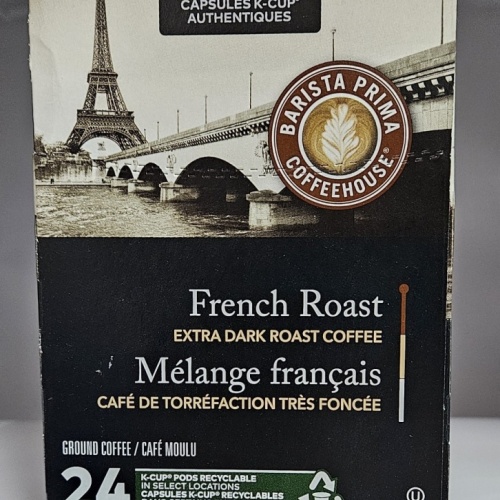 CAPSULES K-CUP®
AUTHENTIQUES
BARISTA PRIMA
COFFEEHOUSE®
French Roast
EXTRA DARK ROAST COFFEE
Mélange français
CAFÉ DE TORRÉFACTION TRÈS FONCÉE
GROUND COFFEE / CAFÉ MOULU
24
K-CUP® PODS RECYCLABLE
IN SELECT LOCATIONS
CAPSULES K-CUP® RECYCLABLES
U